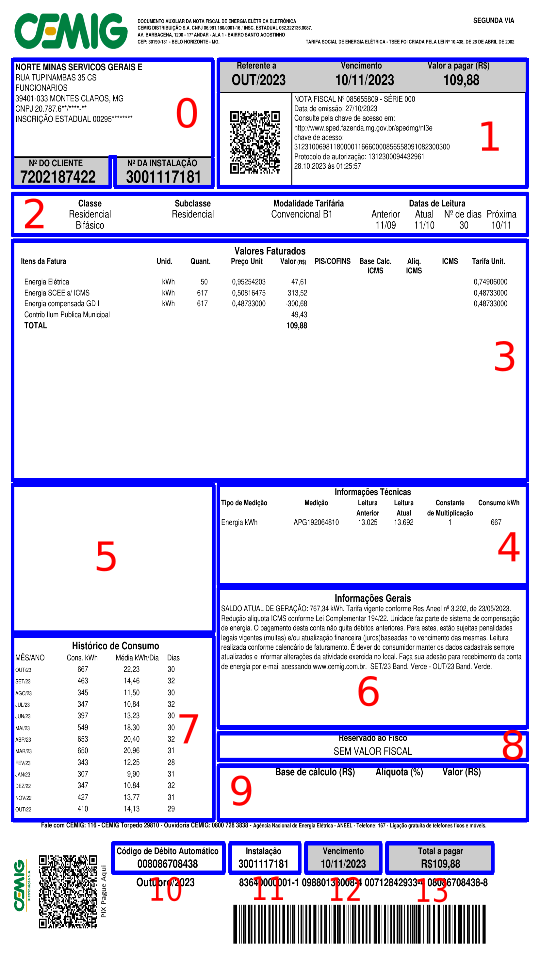 CEMIG
DOCUMENTO AUXILIAR DA NOTA FISCAL DE ENERGIA ELÉTRICA ELETRÔNICA
CEMIG DISTRIBUIÇÃO S.A. CNPJ 06.981.180/0001-16 / INSC. ESTADUAL 062.322136.0087.
AV. BARBACENA, 1200 - 17° ANDAR - ALA 1 - BAIRRO SANTO AGOSTINHO
CEP: 30190-131 - BELO HORIZONTE - MG.
TARIFA SOCIAL DE ENERGIA ELÉTRICA - TSEE FOI CRIADA PELA LEI Nº 10.438, DE 26 DE ABRIL DE 2002
SEGUNDA VIA
NORTE MINAS SERVIÇOS GERAIS E
RUA TUPINAMBAS 35 CS
FUNCIONARIOS
39401-033 MONTES CLAROS, MG
CNPJ 20.787.6**/****-**
INSCRIÇÃO ESTADUAL 00295********
0
Nº DO CLIENTE
7202187422
Nº DA INSTALAÇÃO
3001117181
Referente a Vencimento Valor a pagar (R$)
OUT/2023 10/11/2023 109,88
NOTA FISCAL Nº 085655809 - SÉRIE 000
Data de emissão: 27/10/2023
Consulte pela chave de acesso em:
http://www.sped.fazenda.mg.gov.br/spedmg/nf3e
chave de acesso:
Protocolo de autorização: 1312300094432961
28.10.2023 às 01:25:57
1
2
Classe Subclasse Modalidade Tarifária Datas de Leitura
Residencial Residencial Convencional B1 Anterior Atual Nº de dias Próxima
Bifásico 11/09 11/10 30 10/11
Valores Faturados
Itens da Fatura Unid. Quant. Preço Unit Valor (R$) PIS/COFINS Base Calc. ICMS Aliq. ICMS ICMS Tarifa Unit.
Energia Elétrica kWh 50 0,95254203 47,61 0,74906000
Energia SCEE s/ ICMS kWh 617 0,50816475 313,52 0,48733000
Energia compensada GD I kWh 617 0,48733000 300,68 0,48733000
Contrib Ilum Publica Municipal 49,43
TOTAL 109,88
3
5
Informações Técnicas
Tipo de Medição Medição Leitura Anterior Leitura Atual Constante de Multiplicação Consumo kWh
Energia kWh APG192064810 13.025 13.692 1 667
4
Informações Gerais
SALDO ATUAL DE GERAÇÃO: 767,34 kWh. Tarifa vigente conforme Res Aneel nº 3.202, de 23/05/2023.
Redução aliquota ICMS conforme Lei Complementar 194/22. Unidade faz parte de sistema de compensação
de energia. O pagamento desta conta não quita débitos anteriores. Para estes, estão sujeitas penalidades
legais vigentes (multas) e/ou atualização financeira (juros)baseadas no vencimento das mesmas. Leitura
realizada conforme calendário de faturamento. É dever do consumidor manter os dados cadastrais sempre
atualizados e informar alterações da atividade exercida no local. Faça sua adesão para recebimento da conta
de energia por e-mail acessando www.cemig.com.br. SET/23 Band. Verde - OUT/23 Band. Verde.
6
Histórico de Consumo
MÊS/ANO Cons. kWh Média kWh/Dia Dias
OUT/23 667 22,23 30
SET/23 463 14,46 32
AGO/23 345 11,50 30
JUL/23 347 10,84 32
JUN/23 397 13,23 30
MAI/23 549 18,30 30
ABR/23 653 20,40 32
MAR/23 650 20,96 31
FEV/23 343 12,25 28
JAN/23 307 9,90 31
DEZ/22 347 10,84 32
NOV/22 427 13,77 31
OUT/22 410 14,13 29
7
Reservado ao Fisco
SEM VALOR FISCAL
8
Base de cálculo (R$) Aliquota (%) Valor (R$)
9
Fale com CEMIG: 116 - CEMIG Torpedo 29810 - Ouvidoria CEMIG: 0800 728 3838 - Agência Nacional de Energia Elétrica - ANEEL - Telefone: 167 - Ligação gratuita de telefones fixos e móveis.
CEMIG
PIX Pague Aqui
Código de Débito Automático Instalação Vencimento Total a pagar
008086708438 3001117181 10/11/2023 R$109,88
Outubro/2023
10 11 12 13